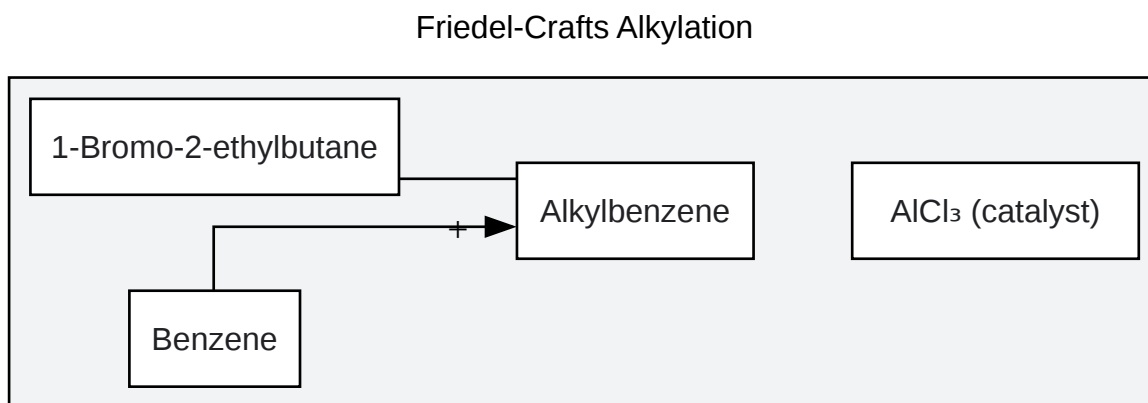 Friedel-Crafts Alkylation
1-Bromo-2-ethylbutane
Alkylbenzene
AlCl₃ (catalyst)
+
Benzene